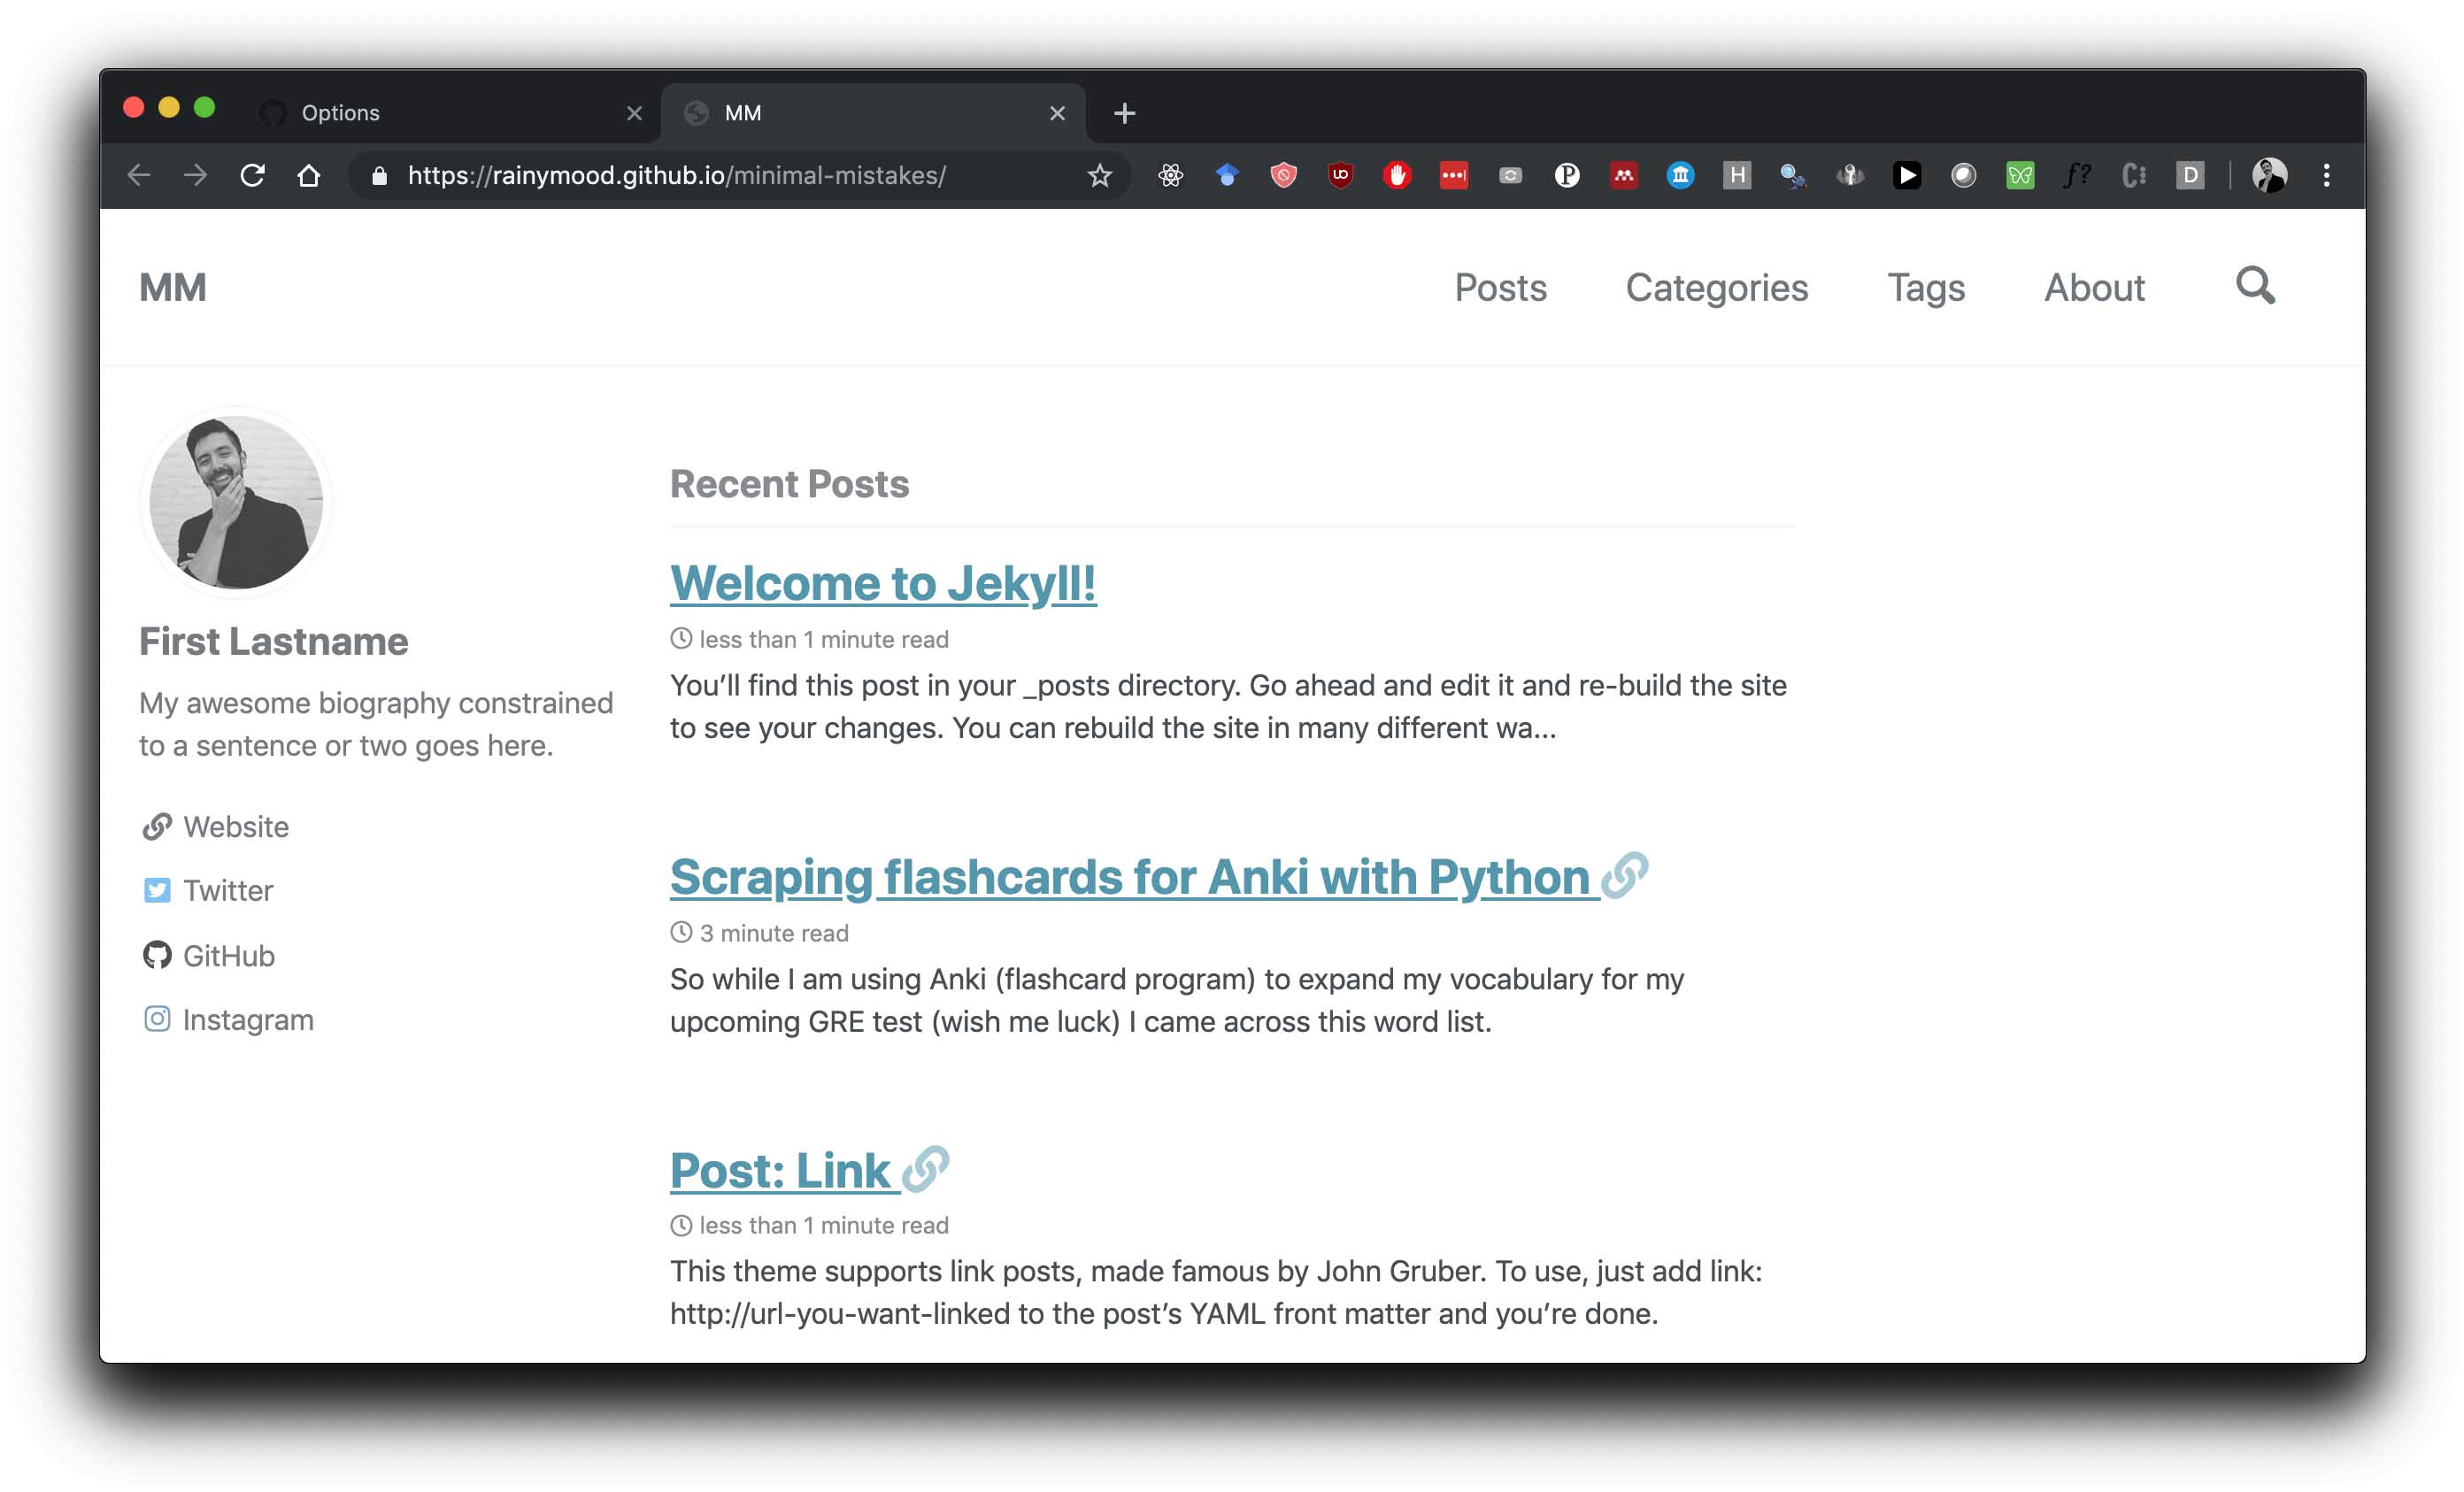 Options
MM
https://rainymood.github.io/minimal-mistakes/
MM
Posts Categories Tags About
First Lastname
My awesome biography constrained
to a sentence or two goes here.
Website
Twitter
GitHub
Instagram
Recent Posts
Welcome to Jekyll!
less than 1 minute read
You’ll find this post in your _posts directory. Go ahead and edit it and re-build the site
to see your changes. You can rebuild the site in many different wa...
Scraping flashcards for Anki with Python
3 minute read
So while I am using Anki (flashcard program) to expand my vocabulary for my
upcoming GRE test (wish me luck) I came across this word list.
Post: Link
less than 1 minute read
This theme supports link posts, made famous by John Gruber. To use, just add link:
http://url-you-want-linked to the post’s YAML front matter and you’re done.